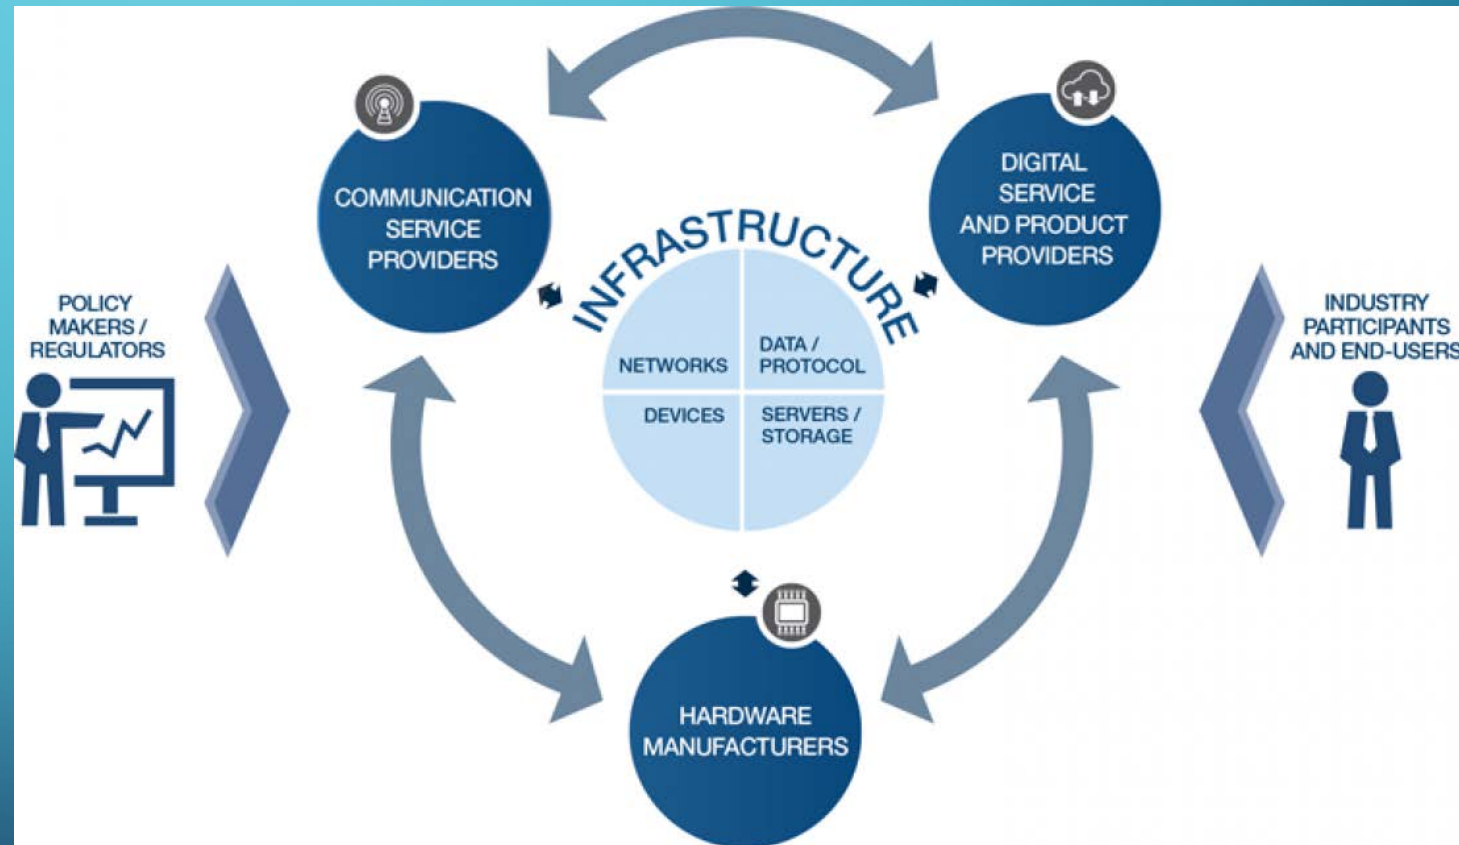 COMMUNICATION
SERVICE
PROVIDERS
DIGITAL
SERVICE
AND PRODUCT
PROVIDERS
INFRASTRUCTURE
NETWORKS
DATA /
PROTOCOL
DEVICES
SERVERS /
STORAGE
POLICY
MAKERS /
REGULATORS
INDUSTRY
PARTICIPANTS
AND END-USERS
HARDWARE
MANUFACTURERS